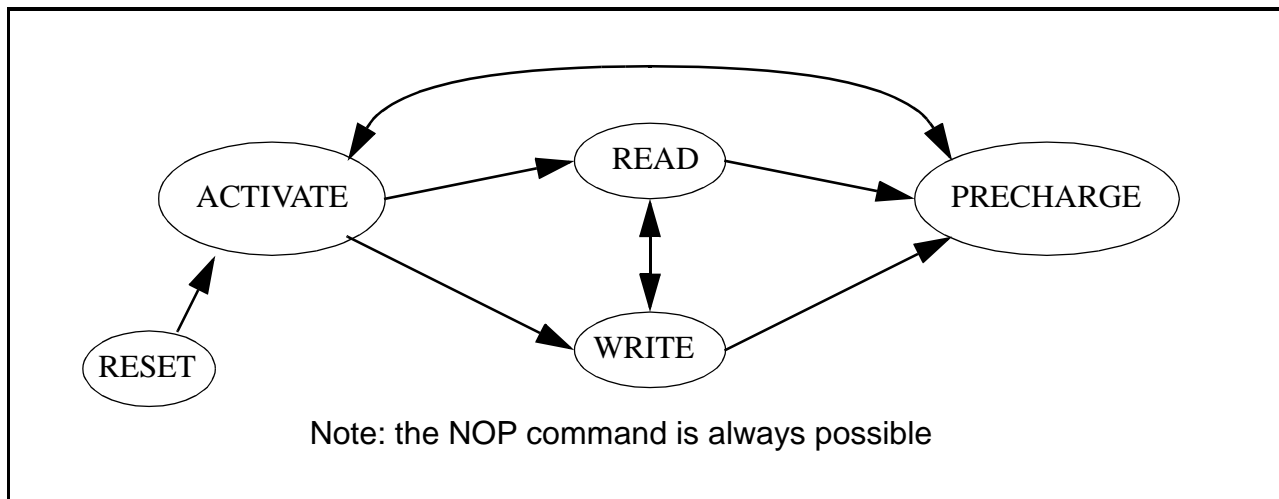 READ
ACTIVATE
PRECHARGE
WRITE
RESET
Note: the NOP command is always possible